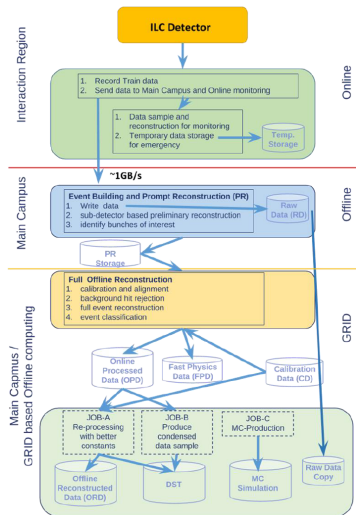 ILC Detector
Interaction Region
Online
1. Record Train data
2. Send data to Main Campus and Online monitoring
1. Data sample and
reconstruction for monitoring
2. Temporary data storage
for emergency
Temp.
Storage
~1GB/s
Main Campus
Offline
Event Building and Prompt Reconstruction (PR)
1. Write data
2. sub-detector based preliminary reconstruction
3. identify bunches of interest
Raw
Data (RD)
PR
Storage
Main Capmus /
GRID based Offline computing
GRID
Full Offline Reconstruction
1. calibration and alignment
2. background hit rejection
3. full event reconstruction
4. event classification
Online
Processed
Data (OPD)
Fast Physics
Data (FPD)
Calibration
Data (CD)
JOB-A
Re-processing
with better
constants
JOB-B
Produce
condensed
data sample
JOB-C
MC-Production
Offline
Reconstructed
Data (ORD)
DST
MC
Simulation
Raw Data
Copy